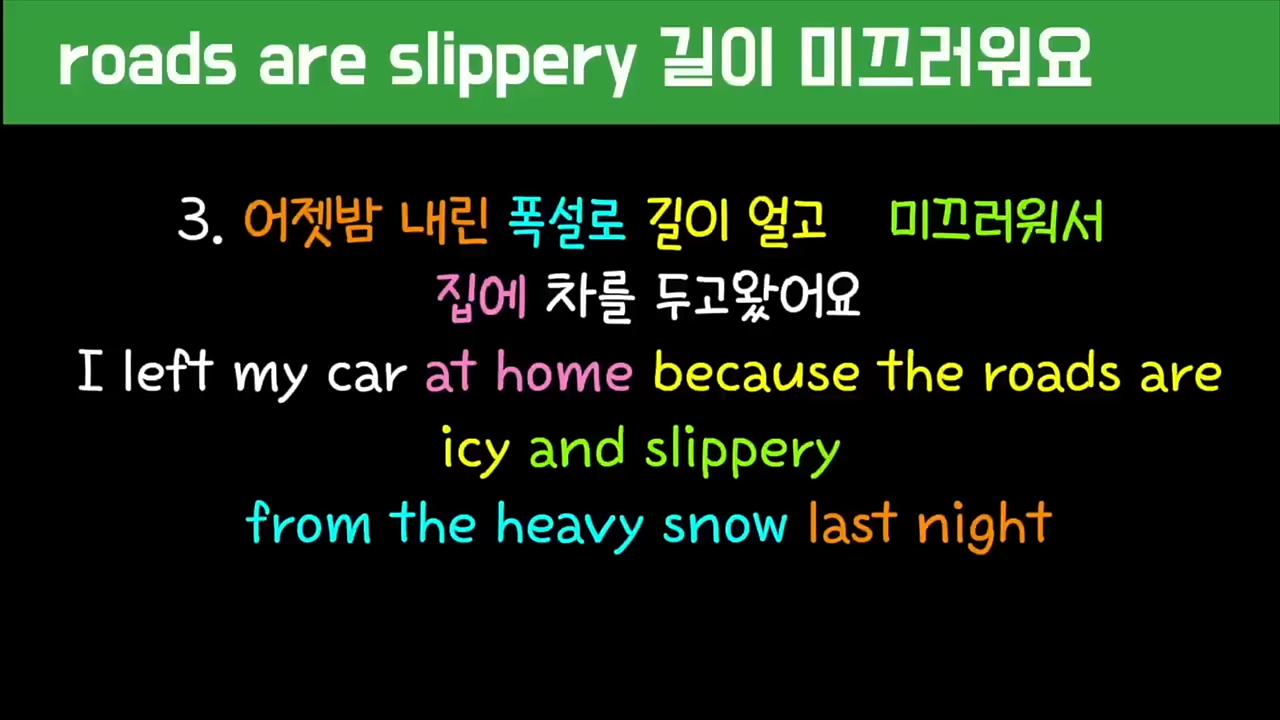 roads are slippery 길이 미끄러워요
3. 어젯밤 내린 폭설로 길이 얼고 미끄러워서
집에 차를 두고왔어요
I left my car at home because the roads are
icy and slippery
from the heavy snow last night